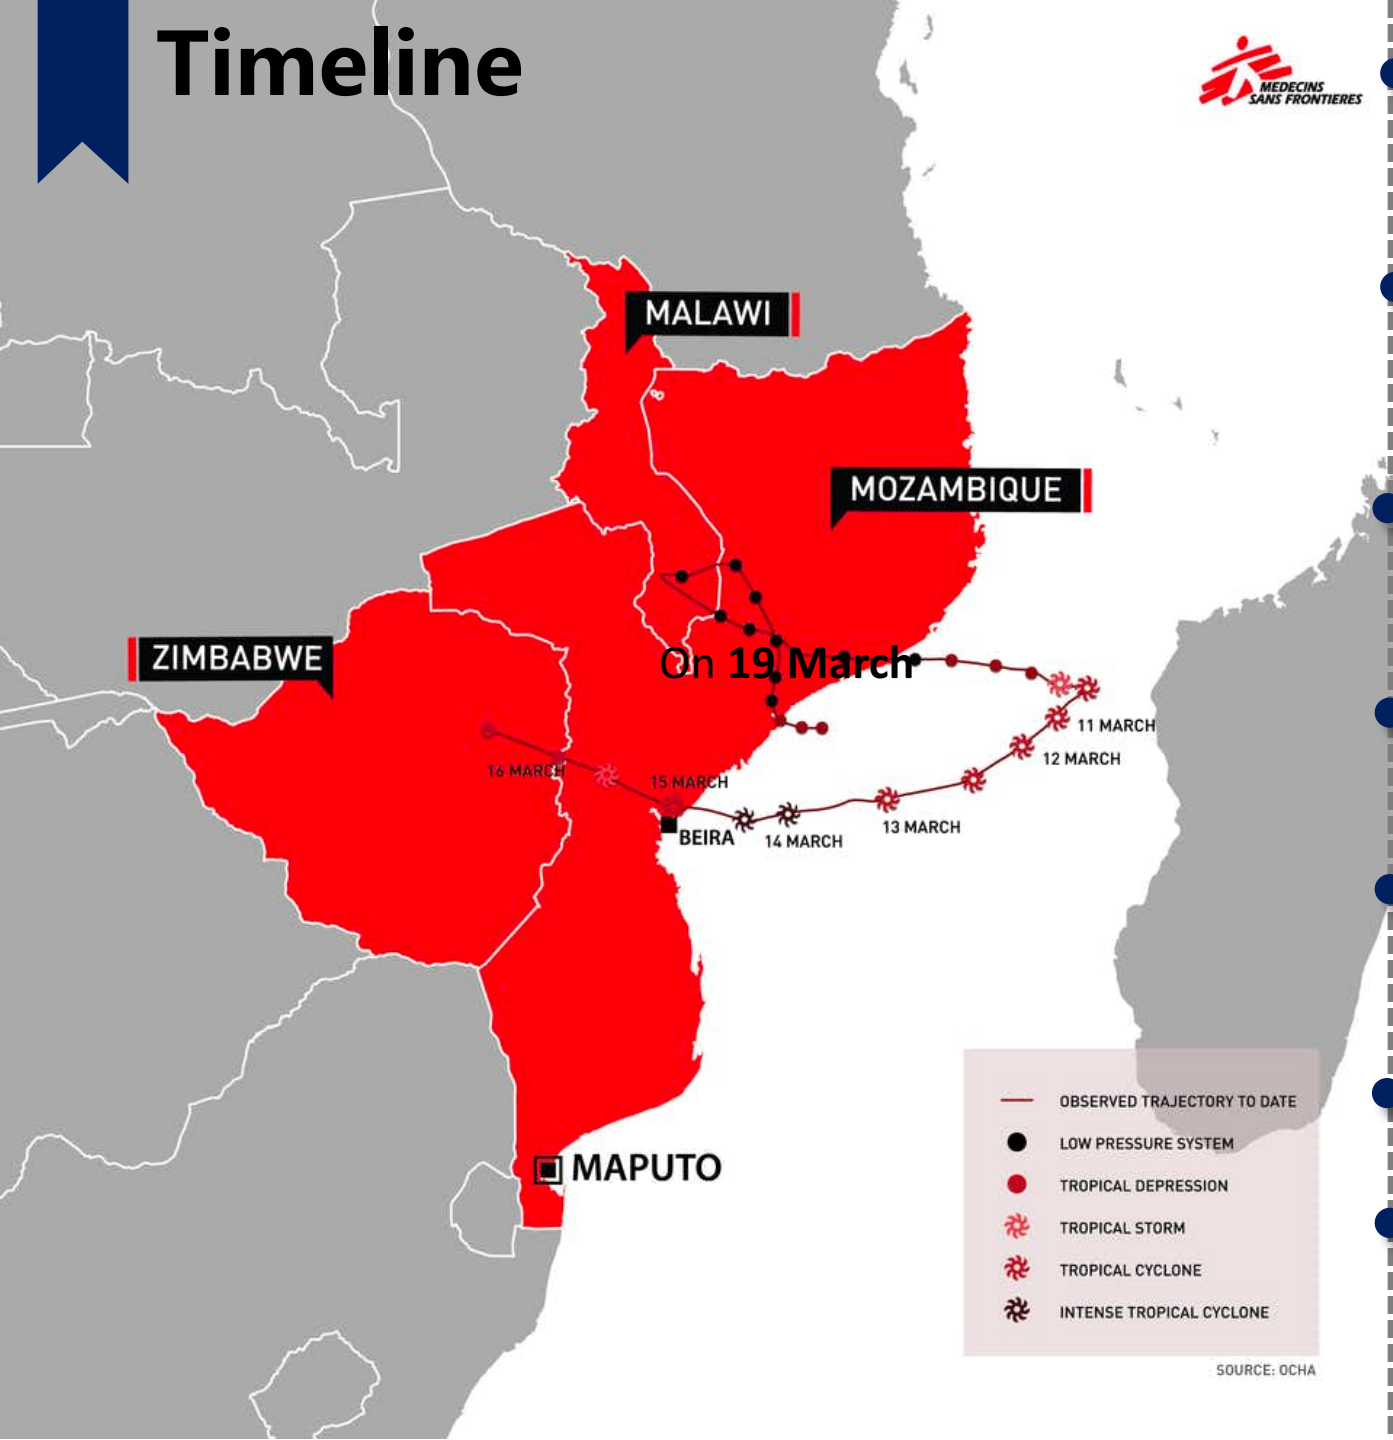 Timeline
MEDECINS
SANS FRONTIERES
MALAWI
MOZAMBIQUE
ZIMBABWE
On 19 March
11 MARCH
12 MARCH
16 MARCH
15 MARCH
13 MARCH
BEIRA
14 MARCH
MAPUTO
OBSERVED TRAJECTORY TO DATE
LOW PRESSURE SYSTEM
TROPICAL DEPRESSION
TROPICAL STORM
TROPICAL CYCLONE
INTENSE TROPICAL CYCLONE
SOURCE: OCHA